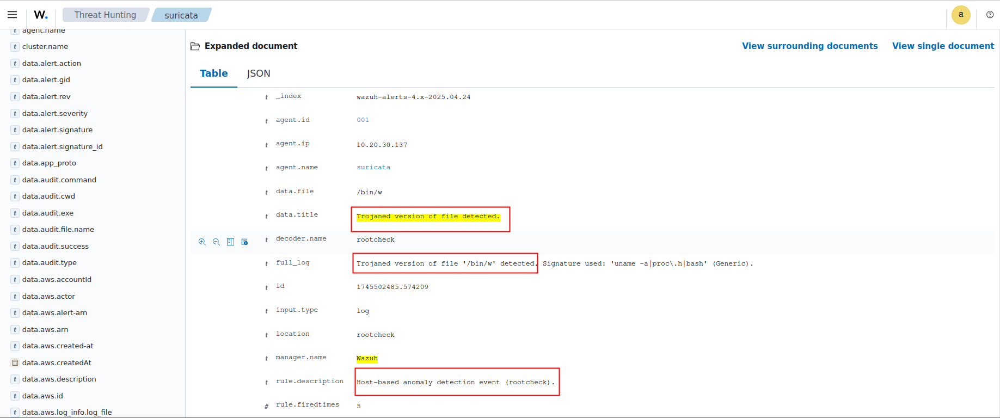 W. Threat Hunting suricata a
agent.name
cluster.name
data.alert.action
data.alert.gid
data.alert.rev
data.alert.severity
data.alert.signature
data.alert.signature_id
data.app_proto
data.audit.command
data.audit.cwd
data.audit.exe
data.audit.file.name
data.audit.success
data.audit.type
data.aws.accountId
data.aws.actor
data.aws.alert-arn
data.aws.arn
data.aws.created-at
data.aws.createdAt
data.aws.description
data.aws.id
data.aws.log_info.log_file
Expanded document View surrounding documents View single document
Table JSON
t _index wazuh-alerts-4.x-2025.04.24
t agent.id 001
t agent.ip 10.20.30.137
t agent.name suricata
t data.file /bin/w
t data.title Trojaned version of file detected.
t decoder.name rootcheck
t full_log Trojaned version of file '/bin/w' detected. Signature used: 'uname -a|proc\.h|bash' (Generic).
t id 1745502485.574209
t input.type log
t location rootcheck
t manager.name Wazuh
t rule.description Host-based anomaly detection event (rootcheck).
# rule.firedtimes 5